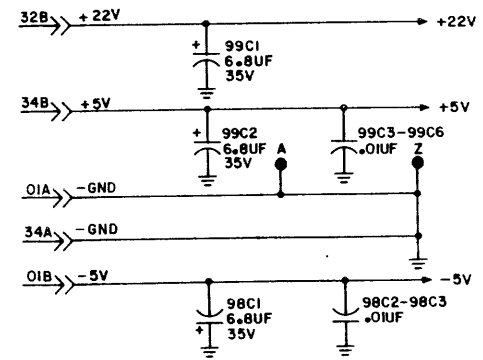 32B +22V +22V
+ 99C1
6.8UF
35V
34B +5V +5V
+ 99C2 99C3-99C6
6.8UF A .01UF Z
35V
01A -GND
34A -GND
01B -5V -5V
98C1 98C2-98C3
6.8UF .01UF
+ 35V